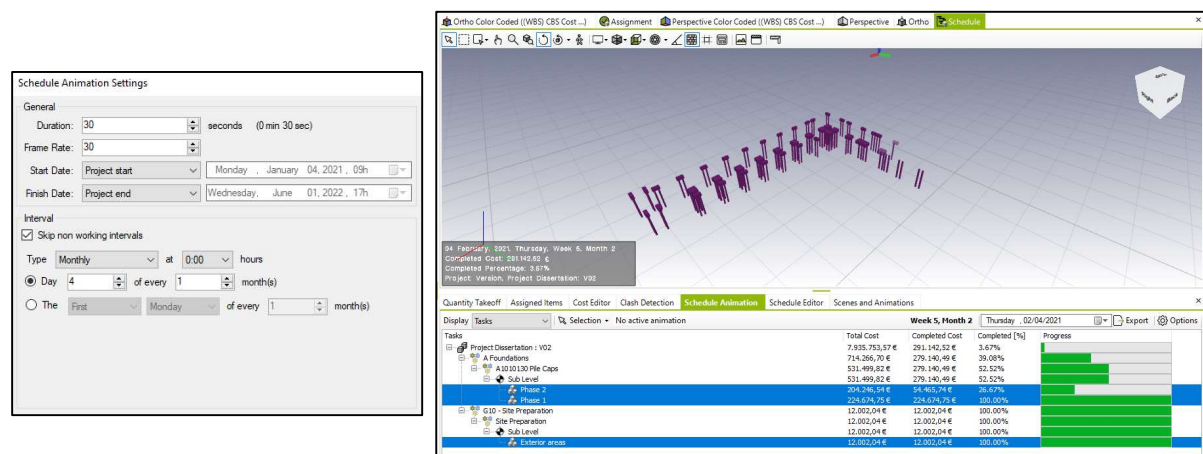 Schedule Animation Settings
General
Duration: 30 seconds (0 min 30 sec)
Frame Rate: 30
Start Date: Project start Monday , January 04, 2021 , 09h
Finish Date: Project end Wednesday, June 01, 2022 , 17h
Interval
Skip non working intervals
Type Monthly at 0:00 hours
Day 4 of every 1 month(s)
The First Monday of every 1 month(s)
Ortho Color Coded ((WBS) CBS Cost ...) Assignment Perspective Color Coded ((WBS) CBS Cost ...) Perspective Ortho Schedule
04 February, 2021, Thursday, Week 5, Month 2
Completed Cost: 291142.52 €
Completed Percentage: 3.67%
Project: Version, Project Dissertation: V02
Quantity Takeoff Assigned Items Cost Editor Clash Detection Schedule Animation Schedule Editor Scenes and Animations
Display Tasks Selection No active animation Week 5, Month 2 Thursday , 02/04/2021 Export Options
Tasks Total Cost Completed Cost Completed [%] Progress
Project Dissertation : V02 7.935.753,57 € 291.142,52 € 3.67%
A Foundations 714.266,70 € 279.140,49 € 39.08%
A1010130 Pile Caps 531.499,82 € 279.140,49 € 52.52%
Sub Level 531.499,82 € 279.140,49 € 52.52%
Phase 2 204.246,54 € 54.465,74 € 26.67%
Phase 1 224.674,75 € 224.674,75 € 100.00%
G10 - Site Preparation 12.002,04 € 12.002,04 € 100.00%
Site Preparation 12.002,04 € 12.002,04 € 100.00%
Sub Level 12.002,04 € 12.002,04 € 100.00%
Exterior areas 12.002,04 € 12.002,04 € 100.00%